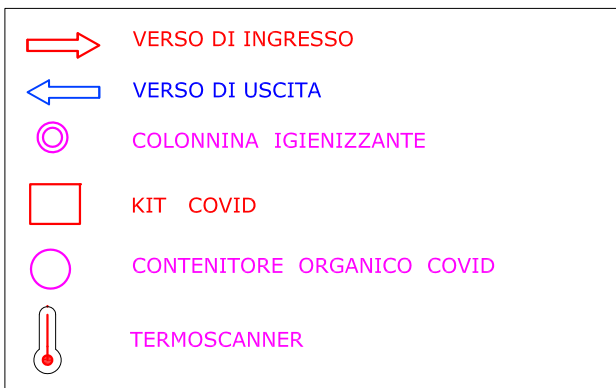 VERSO DI INGRESSO
VERSO DI USCITA
COLONNINA IGIENIZZANTE
KIT COVID
CONTENITORE ORGANICO COVID
TERMOSCANNER